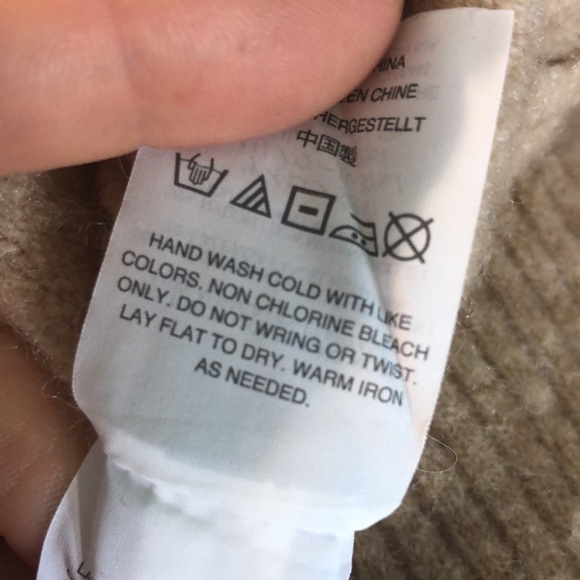 EN CHINE
HERGESTELLT
中国製
HAND WASH COLD WITH LIKE
COLORS. NON CHLORINE BLEACH
ONLY. DO NOT WRING OR TWIST.
LAY FLAT TO DRY. WARM IRON
AS NEEDED.